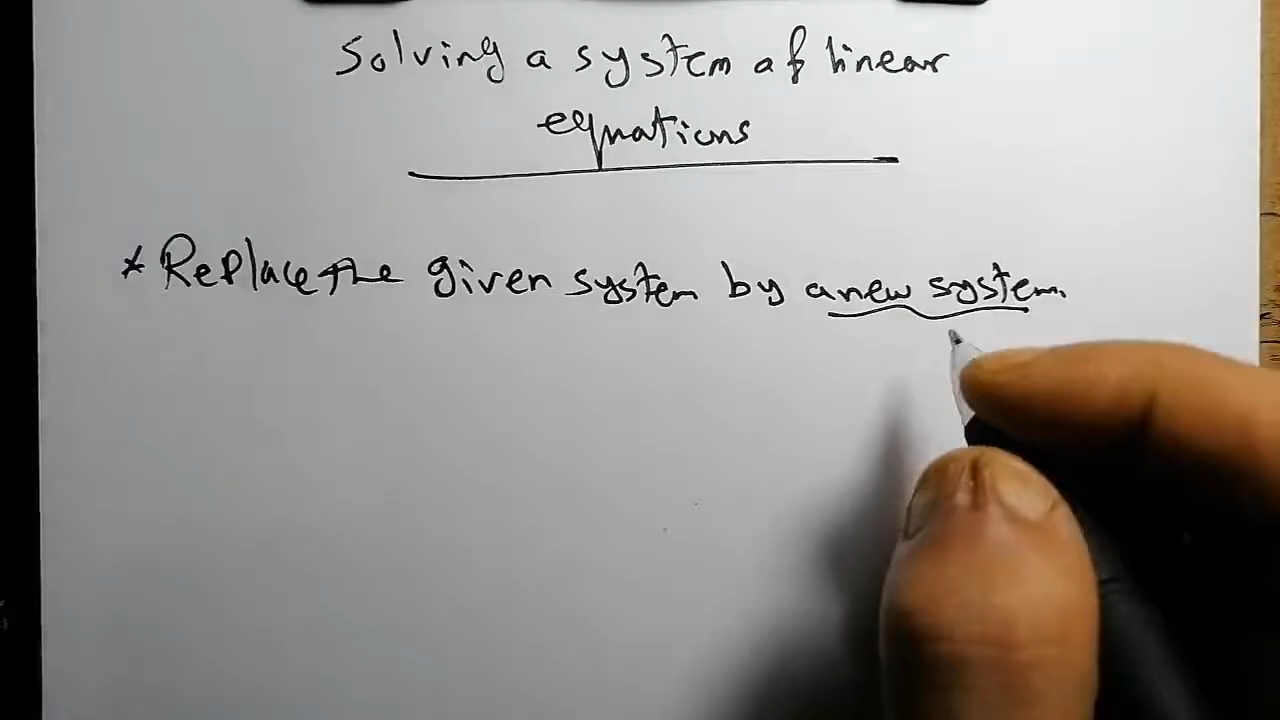 Solving a system of linear
equations
* Replace the given system by a new system.